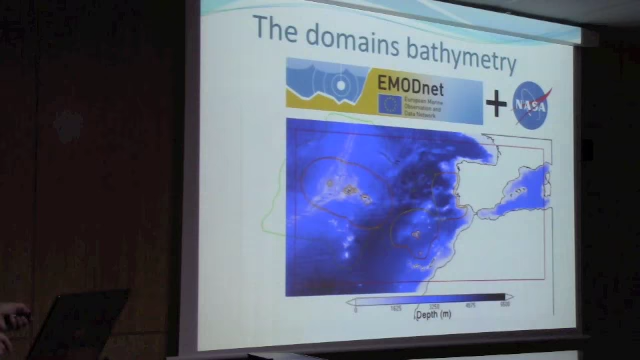 The domains bathymetry
EMODnet
European Marine
Observation and
Data Network
+
NASA
0 1625 3250 4875 6500
Depth (m)